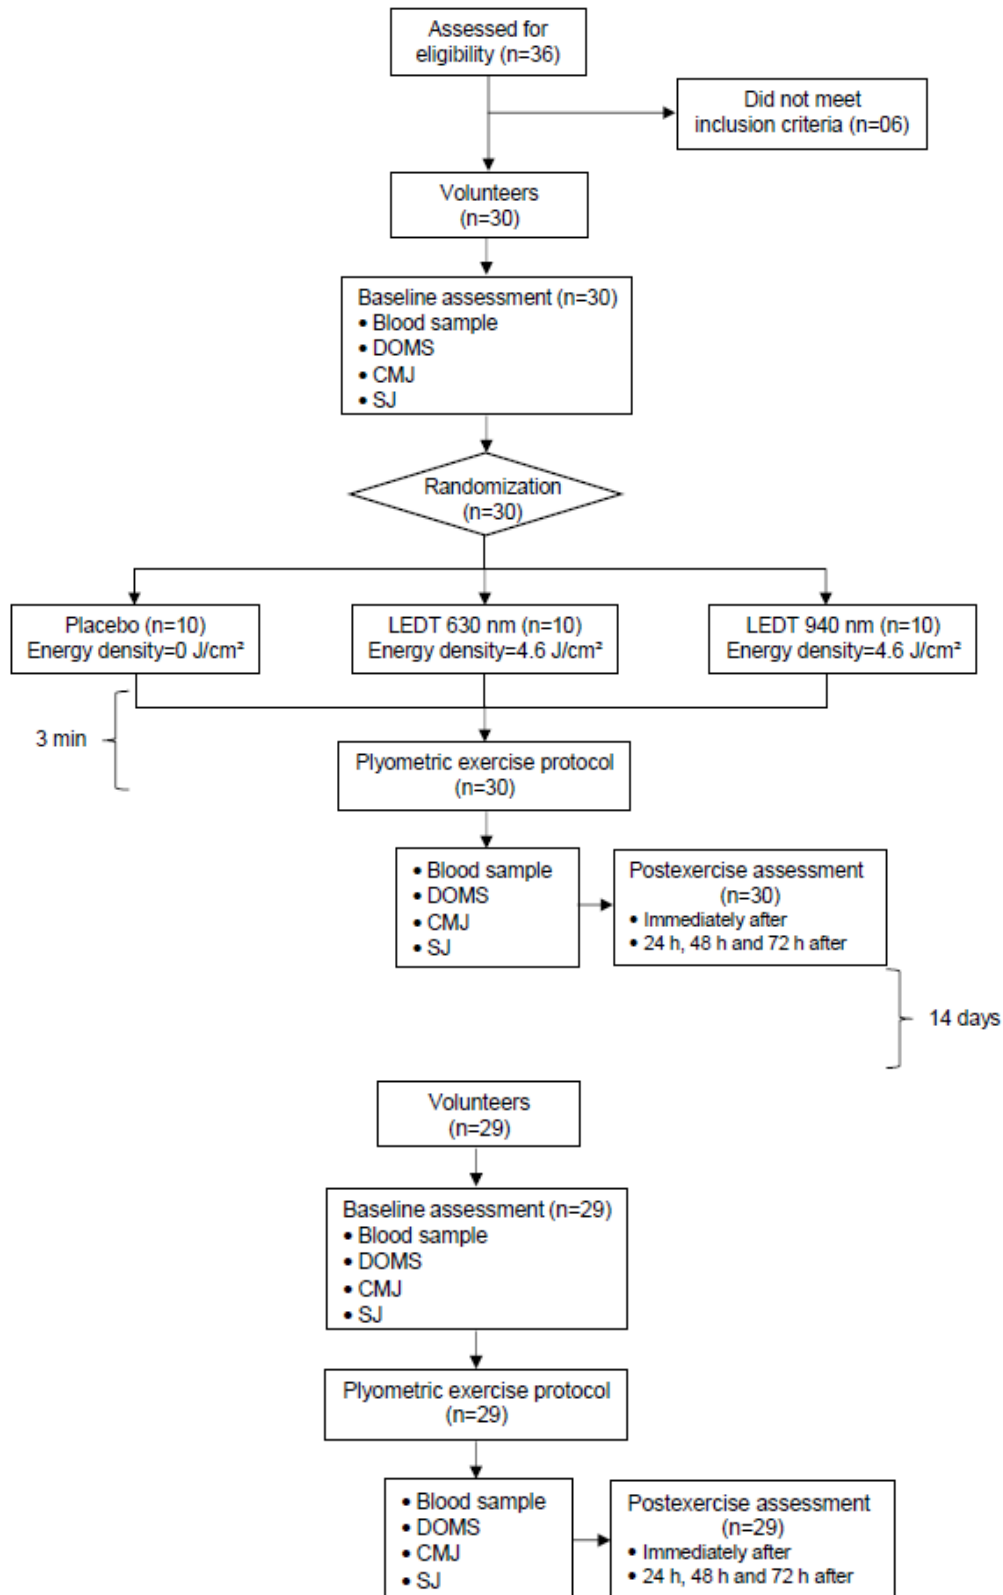 Assessed for
eligibility (n=36)
Did not meet
inclusion criteria (n=06)
Volunteers
(n=30)
Baseline assessment (n=30)
• Blood sample
• DOMS
• CMJ
• SJ
Randomization
(n=30)
Placebo (n=10)
Energy density=0 J/cm²
LEDT 630 nm (n=10)
Energy density=4.6 J/cm²
LEDT 940 nm (n=10)
Energy density=4.6 J/cm²
3 min
Plyometric exercise protocol
(n=30)
• Blood sample
• DOMS
• CMJ
• SJ
Postexercise assessment
(n=30)
• Immediately after
• 24 h, 48 h and 72 h after
14 days
Volunteers
(n=29)
Baseline assessment (n=29)
• Blood sample
• DOMS
• CMJ
• SJ
Plyometric exercise protocol
(n=29)
• Blood sample
• DOMS
• CMJ
• SJ
Postexercise assessment
(n=29)
• Immediately after
• 24 h, 48 h and 72 h after